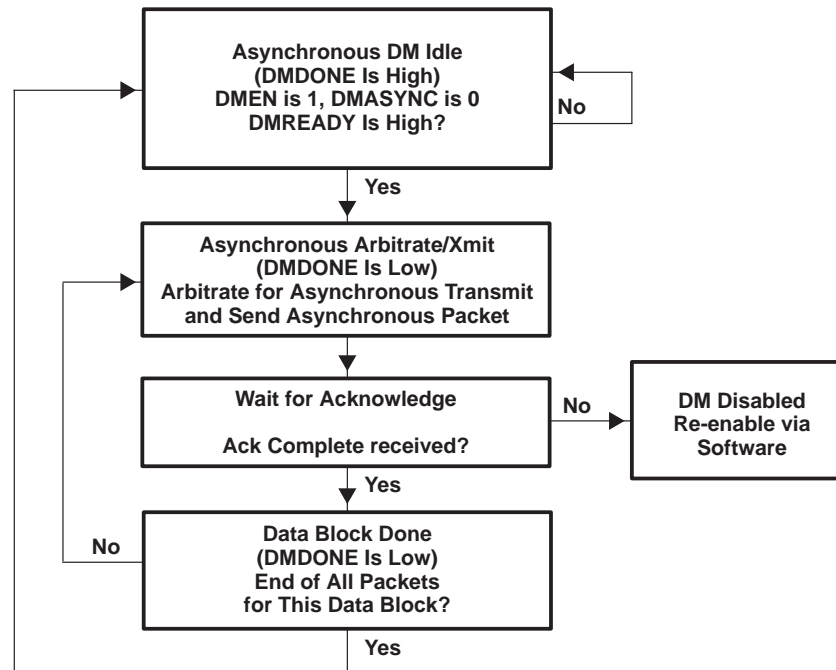 Asynchronous DM Idle
(DMDONE Is High)
DMEN is 1, DMASYNC is 0
DMREADY Is High?
No
Yes
Asynchronous Arbitrate/Xmit
(DMDONE Is Low)
Arbitrate for Asynchronous Transmit
and Send Asynchronous Packet
Wait for Acknowledge
Ack Complete received?
No
DM Disabled
Re-enable via
Software
Yes
Data Block Done
(DMDONE Is Low)
End of All Packets
for This Data Block?
No
Yes